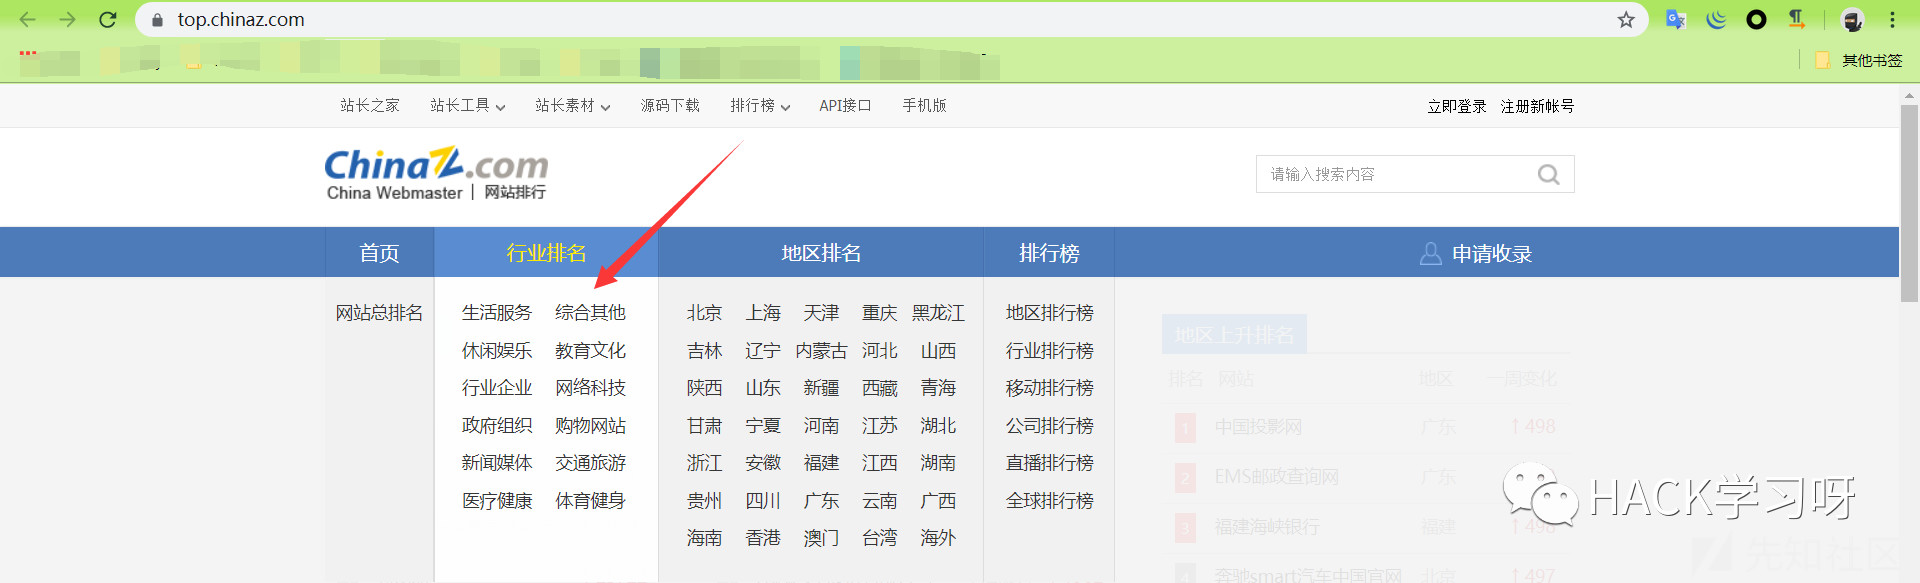 top.chinaz.com
其他书签
站长之家 站长工具 站长素材 源码下载 排行榜 API接口 手机版 立即登录 注册新帐号
ChinaZ.com
China Webmaster | 网站排行
请输入搜索内容
首页 行业排名 地区排名 排行榜 申请收录
网站总排名 生活服务 综合其他 北京 上海 天津 重庆 黑龙江 地区排行榜
地区上升排名
休闲娱乐 教育文化 吉林 辽宁 内蒙古 河北 山西 行业排行榜
排名 网站 地区 一周变化
行业企业 网络科技 陕西 山东 新疆 西藏 青海 移动排行榜
政府组织 购物网站 甘肃 宁夏 河南 江苏 湖北 公司排行榜
1 中国投影网 广东 ↑498
新闻媒体 交通旅游 浙江 安徽 福建 江西 湖南 直播排行榜
2 EMS邮政查询网 广东
医疗健康 体育健身 贵州 四川 广东 云南 广西 全球排行榜
HACK学习呀
3 福建海峡银行 福建 ↑498
海南 香港 澳门 台湾 海外
先知社区
4 奔驰smart汽车中国官网 北京 ↑497